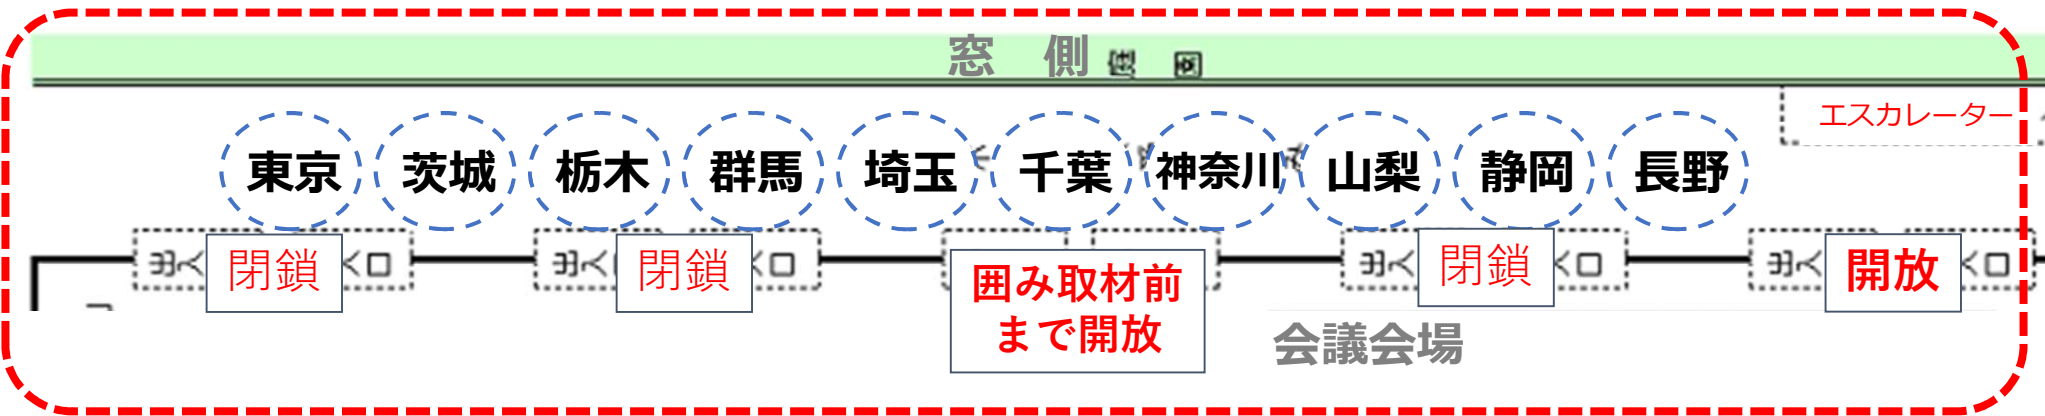 窓　側
エスカレーター
東京 茨城 栃木 群馬 埼玉 千葉 神奈川 山梨 静岡 長野
閉鎖 閉鎖 囲み取材前 閉鎖 開放
まで開放
会議会場